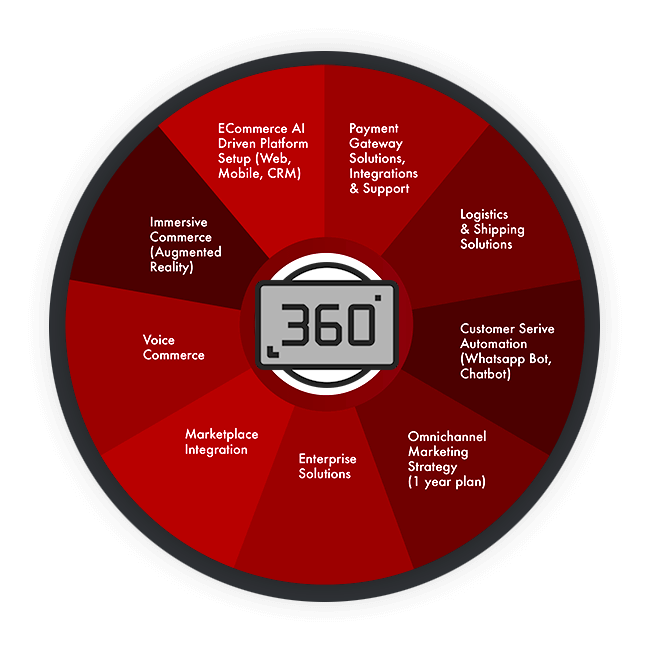 ECommerce AI
Driven Platform
Setup (Web,
Mobile, CRM)
Payment
Gateway
Solutions,
Integrations
& Support
Logistics
& Shipping
Solutions
Customer Serive
Automation
(Whatsapp Bot,
Chatbot)
Omnichannel
Marketing
Strategy
(1 year plan)
Enterprise
Solutions
Marketplace
Integration
Voice
Commerce
Immersive
Commerce
(Augmented
Reality)
360°